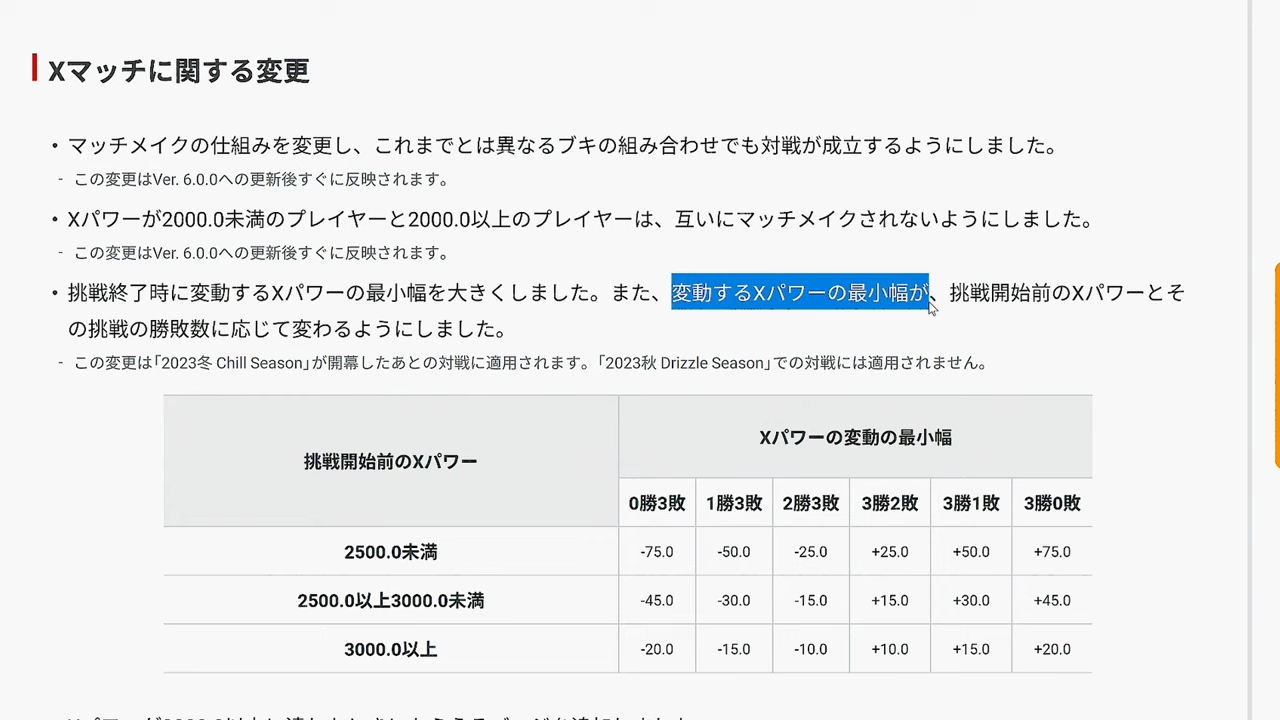 Xマッチに関する変更
・マッチメイクの仕組みを変更し、これまでとは異なるブキの組み合わせでも対戦が成立するようにしました。
- この変更はVer. 6.0.0への更新後すぐに反映されます。
・Xパワーが2000.0未満のプレイヤーと2000.0以上のプレイヤーは、互いにマッチメイクされないようにしました。
- この変更はVer. 6.0.0への更新後すぐに反映されます。
・挑戦終了時に変動するXパワーの最小幅を大きくしました。また、変動するXパワーの最小幅が、挑戦開始前のXパワーとそ
の挑戦の勝敗数に応じて変わるようにしました。
- この変更は「2023冬 Chill Season」が開幕したあとの対戦に適用されます。「2023秋 Drizzle Season」での対戦には適用されません。
挑戦開始前のXパワー
Xパワーの変動の最小幅
0勝3敗 1勝3敗 2勝3敗 3勝2敗 3勝1敗 3勝0敗
2500.0未満 -75.0 -50.0 -25.0 +25.0 +50.0 +75.0
2500.0以上3000.0未満 -45.0 -30.0 -15.0 +15.0 +30.0 +45.0
3000.0以上 -20.0 -15.0 -10.0 +10.0 +15.0 +20.0